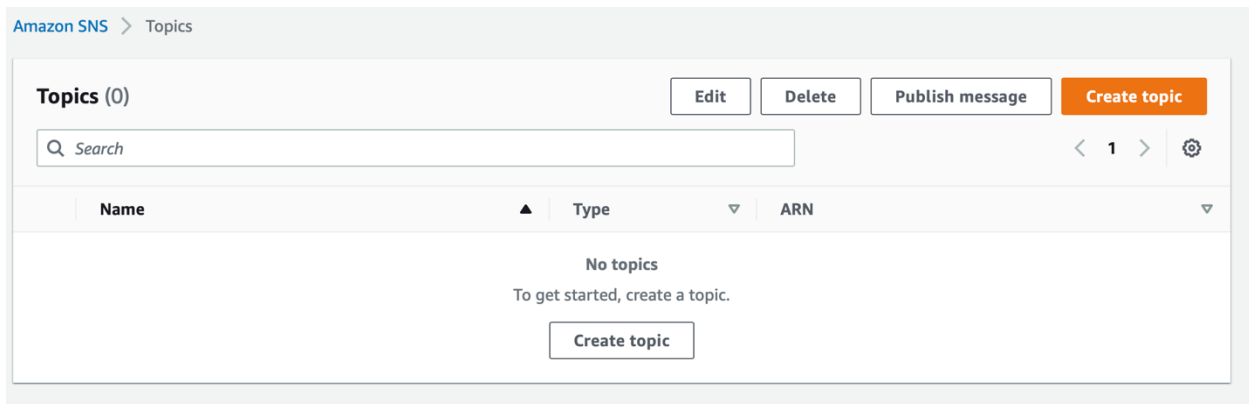 Amazon SNS > Topics
Topics (0) Edit Delete Publish message Create topic
Search < 1 >
Name Type ARN
No topics
To get started, create a topic.
Create topic